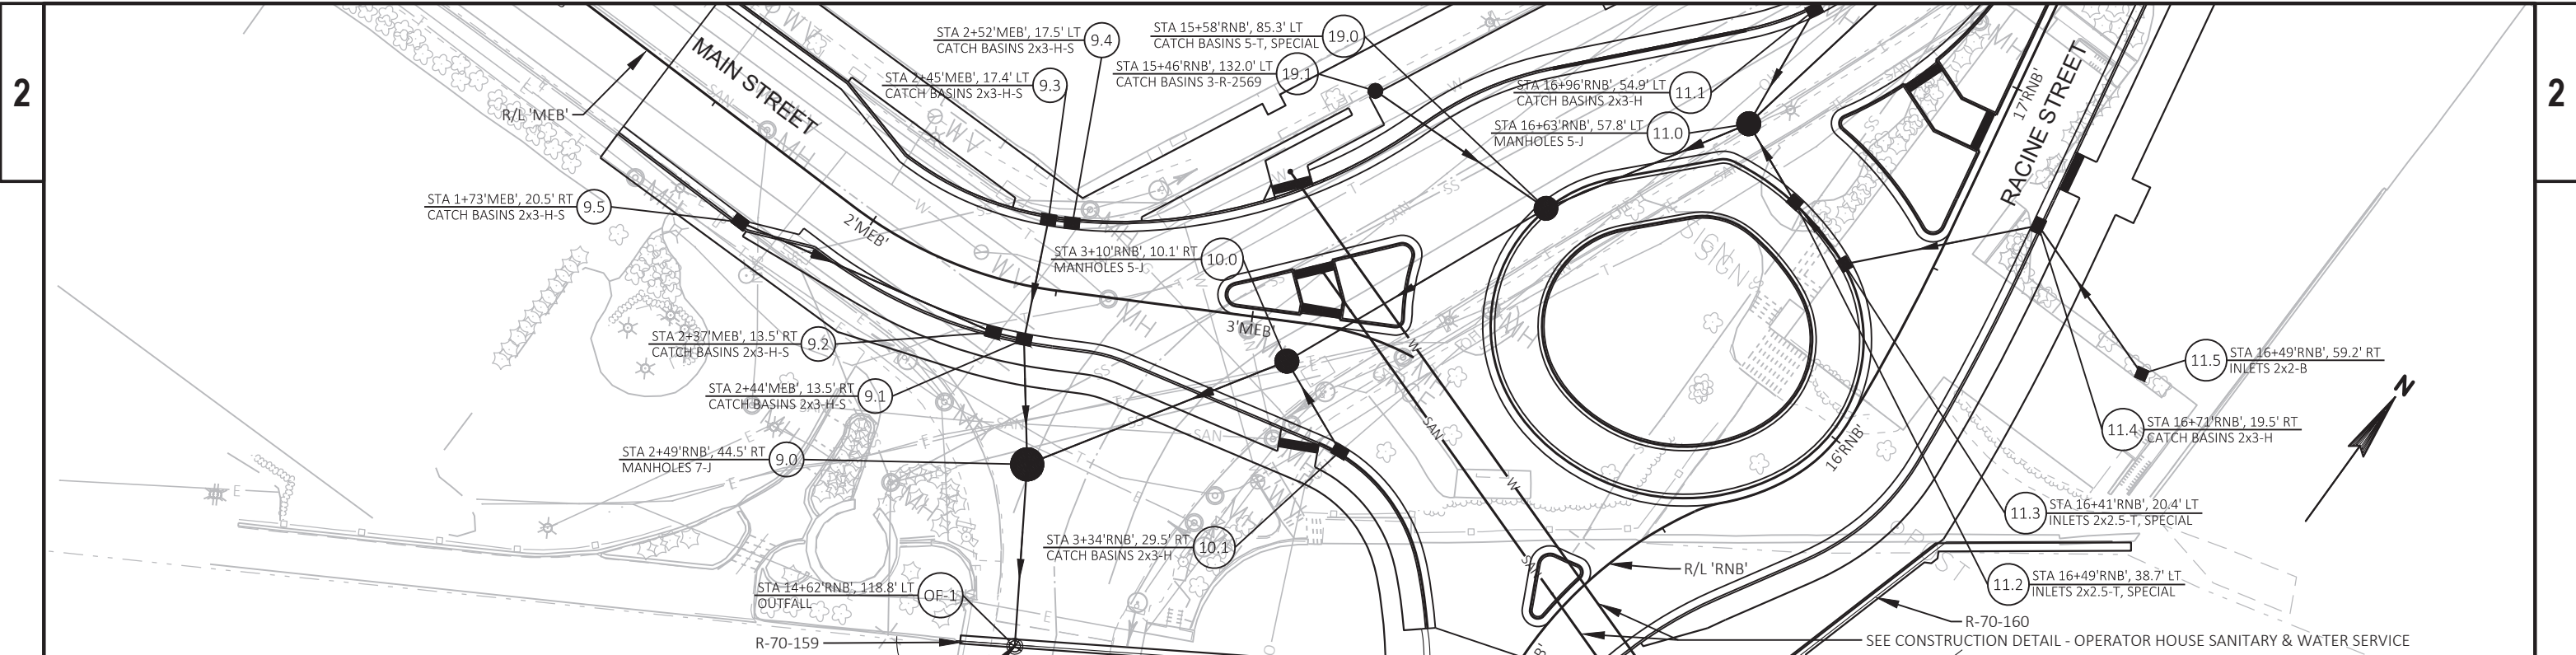 2
2
MAIN STREET
R/L 'MEB'
STA 2+52'MEB', 17.5' LT
CATCH BASINS 2x3-H-S
9.4
STA 2+45'MEB', 17.4' LT
CATCH BASINS 2x3-H-S
9.3
STA 15+58'RNB', 85.3' LT
CATCH BASINS 5-T, SPECIAL
19.0
STA 15+46'RNB', 132.0' LT
CATCH BASINS 3-R-2569
19.1
STA 16+96'RNB', 54.9' LT
CATCH BASINS 2x3-H
11.1
STA 16+63'RNB', 57.8' LT
MANHOLES 5-J
11.0
17'RNB'
RACINE STREET
STA 1+73'MEB', 20.5' RT
CATCH BASINS 2x3-H-S
9.5
2'MEB'
STA 3+10'RNB', 10.1' RT
MANHOLES 5-J
10.0
3'MEB'
SIGN
STA 2+37'MEB', 13.5' RT
CATCH BASINS 2x3-H-S
9.2
STA 2+44'MEB', 13.5' RT
CATCH BASINS 2x3-H-S
9.1
11.5
STA 16+49'RNB', 59.2' RT
INLETS 2x2-B
N
11.4
STA 16+71'RNB', 19.5' RT
CATCH BASINS 2x3-H
STA 2+49'RNB', 44.5' RT
MANHOLES 7-J
9.0
SAN
W
16'RNB'
W
11.3
STA 16+41'RNB', 20.4' LT
INLETS 2x2.5-T, SPECIAL
STA 3+34'RNB', 29.5' RT
CATCH BASINS 2x3-H
10.1
SAN
R/L 'RNB'
11.2
STA 16+49'RNB', 38.7' LT
INLETS 2x2.5-T, SPECIAL
STA 14+62'RNB', 118.8' LT
OUTFALL
OF-1
R-70-159
R-70-160
SEE CONSTRUCTION DETAIL - OPERATOR HOUSE SANITARY & WATER SERVICE